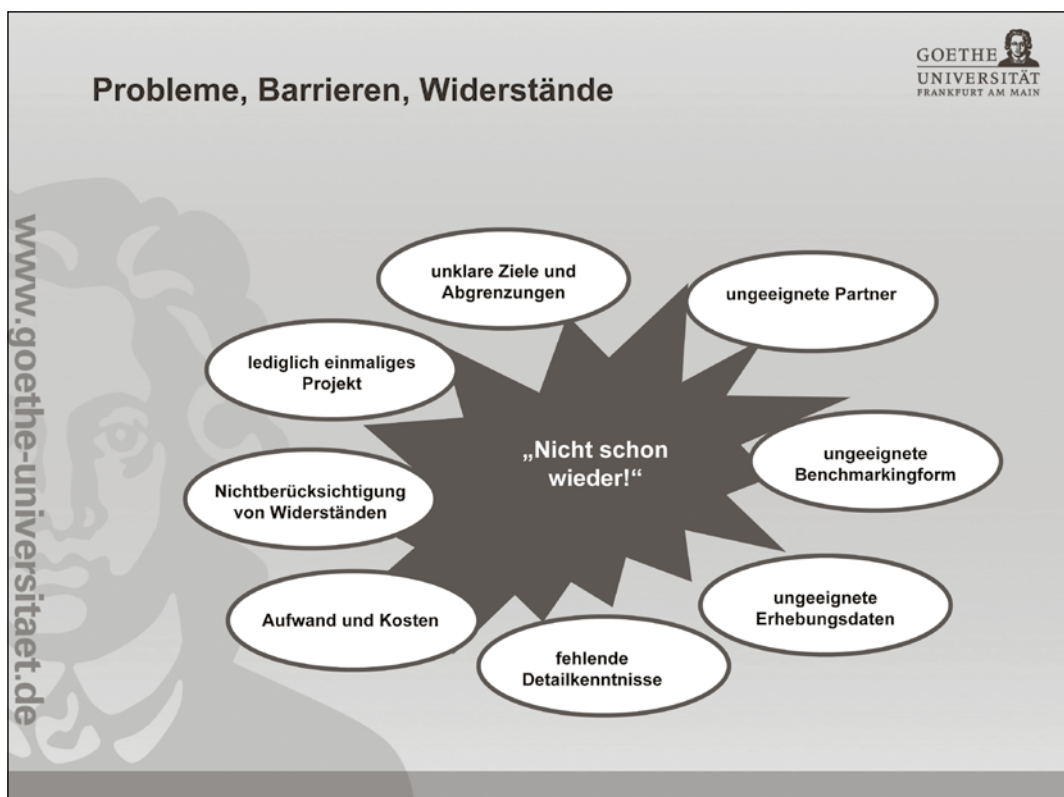 GOETHE
UNIVERSITÄT
FRANKFURT AM MAIN
Probleme, Barrieren, Widerstände
www.goethe-universitaet.de
unklare Ziele und
Abgrenzungen
ungeeignete Partner
lediglich einmaliges
Projekt
„Nicht schon
wieder!“
ungeeignete
Benchmarkingform
Nichtberücksichtigung
von Widerständen
ungeeignete
Erhebungsdaten
Aufwand und Kosten
fehlende
Detailkenntnisse